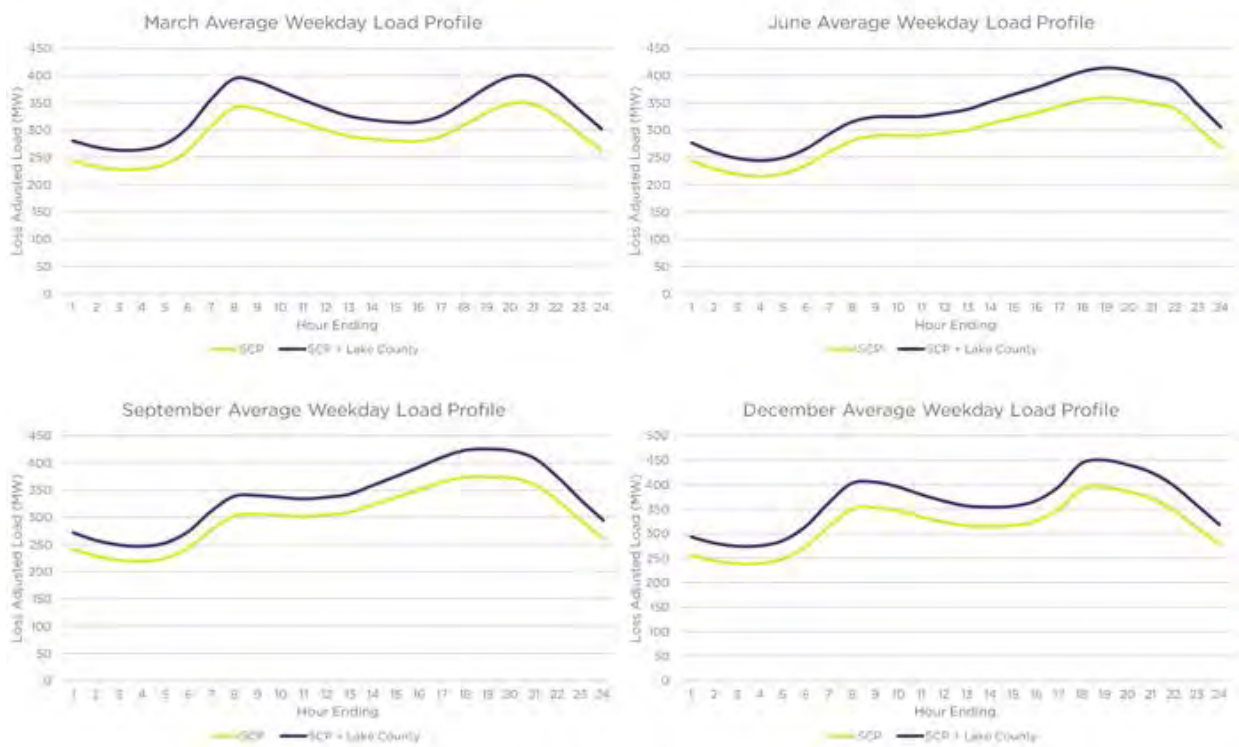 March Average Weekday Load Profile
Loss Adjusted Load (MW)
450
400
350
300
250
200
150
100
50
0
1 2 3 4 5 6 7 8 9 10 11 12 13 14 15 16 17 18 19 20 21 22 23 24
Hour Ending
SCP SCP + Lake County
June Average Weekday Load Profile
Loss Adjusted Load (MW)
450
400
350
300
250
200
150
100
50
0
1 2 3 4 5 6 7 8 9 10 11 12 13 14 15 16 17 18 19 20 21 22 23 24
Hour Ending
SCP SCP + Lake County
September Average Weekday Load Profile
Loss Adjusted Load (MW)
450
400
350
300
250
200
150
100
50
0
1 2 3 4 5 6 7 8 9 10 11 12 13 14 15 16 17 18 19 20 21 22 23 24
Hour Ending
SCP SCP + Lake County
December Average Weekday Load Profile
Loss Adjusted Load (MW)
500
450
400
350
300
250
200
150
100
50
0
1 2 3 4 5 6 7 8 9 10 11 12 13 14 15 16 17 18 19 20 21 22 23 24
Hour Ending
SCP SCP + Lake County